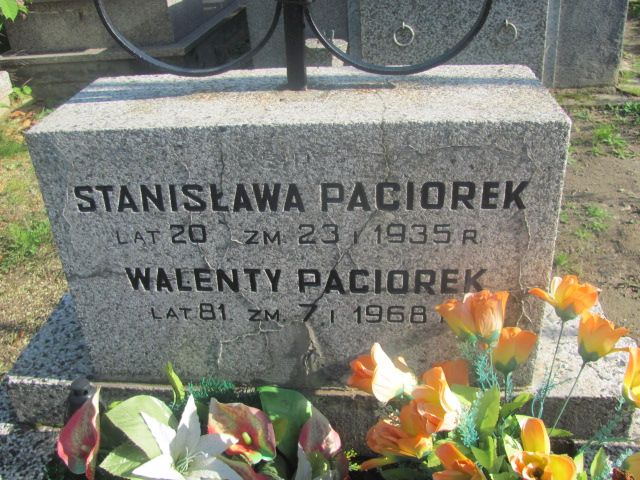 STANISŁAWA PACIOREK
LAT 20 ZM. 23 I 1935 R.
WALENTY PACIOREK
LAT 81 ZM. 7. I 1968